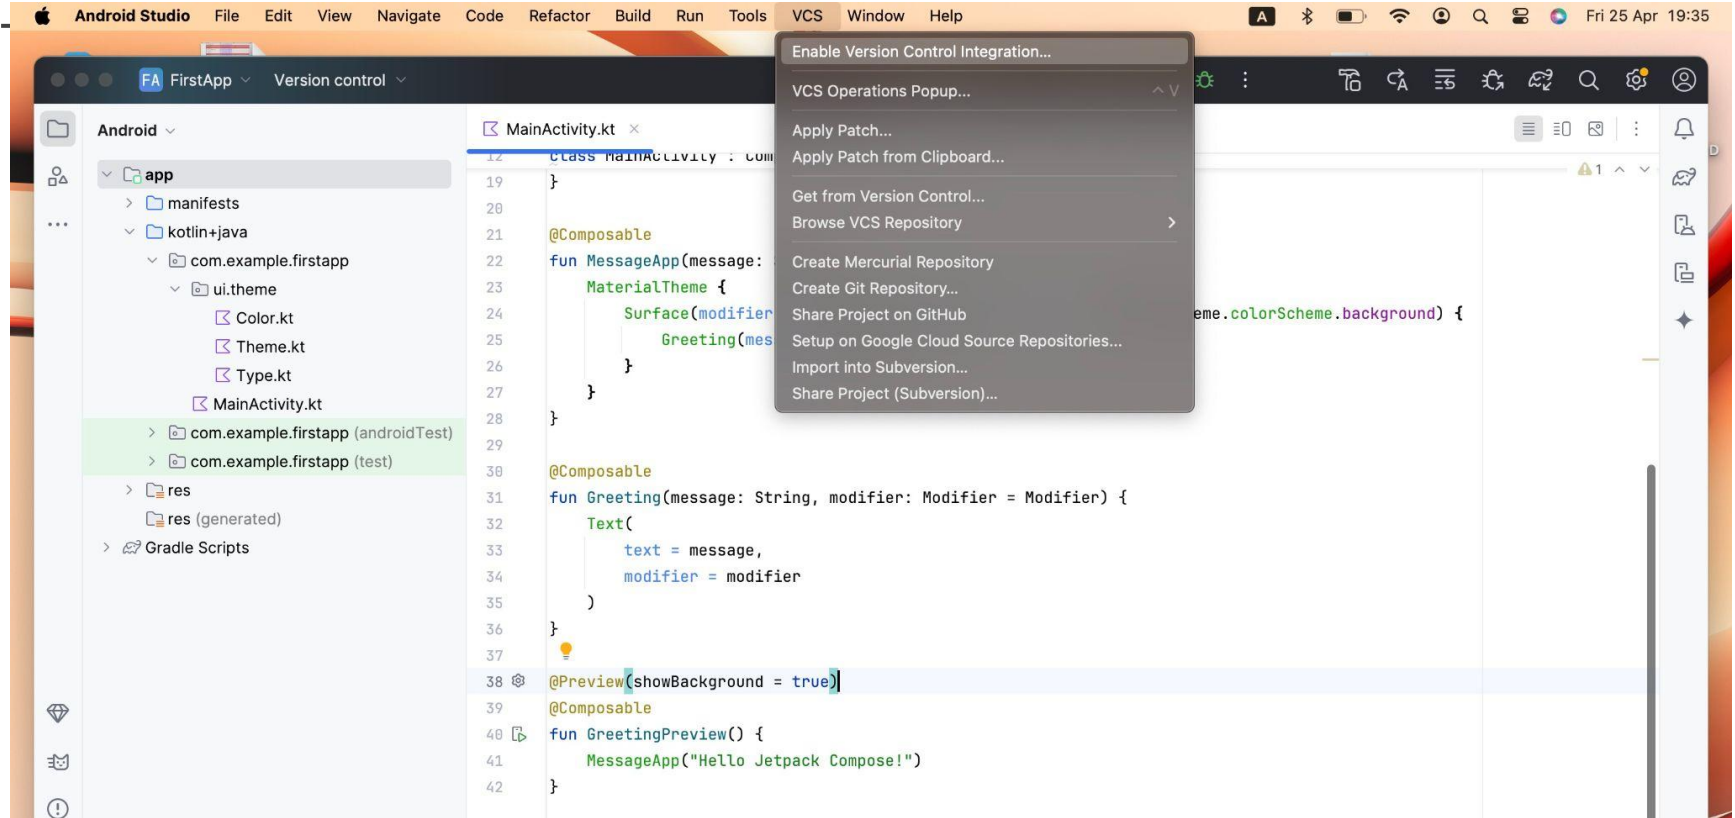 Android Studio File Edit View Navigate Code Refactor Build Run Tools VCS Window Help A Fri 25 Apr 19:35
FA FirstApp Version control
Android
app
manifests
kotlin+java
com.example.firstapp
ui.theme
Color.kt
Theme.kt
Type.kt
MainActivity.kt
com.example.firstapp (androidTest)
com.example.firstapp (test)
res
res (generated)
Gradle Scripts
MainActivity.kt
Enable Version Control Integration...
VCS Operations Popup... ^ V
Apply Patch...
Apply Patch from Clipboard...
Get from Version Control...
Browse VCS Repository
Create Mercurial Repository
Create Git Repository...
Share Project on GitHub
Setup on Google Cloud Source Repositories...
Import into Subversion...
Share Project (Subversion)...
1
12 class MainActivity :
19 }
20
21 @Composable
22 fun MessageApp(message:
23 MaterialTheme {
24 Surface(modifier eme.colorScheme.background) {
25 Greeting(mes
26 }
27 }
28 }
29
30 @Composable
31 fun Greeting(message: String, modifier: Modifier = Modifier) {
32 Text(
33 text = message,
34 modifier = modifier
35 )
36 }
37
38 @Preview(showBackground = true)
39 @Composable
40 fun GreetingPreview() {
41 MessageApp("Hello Jetpack Compose!")
42 }